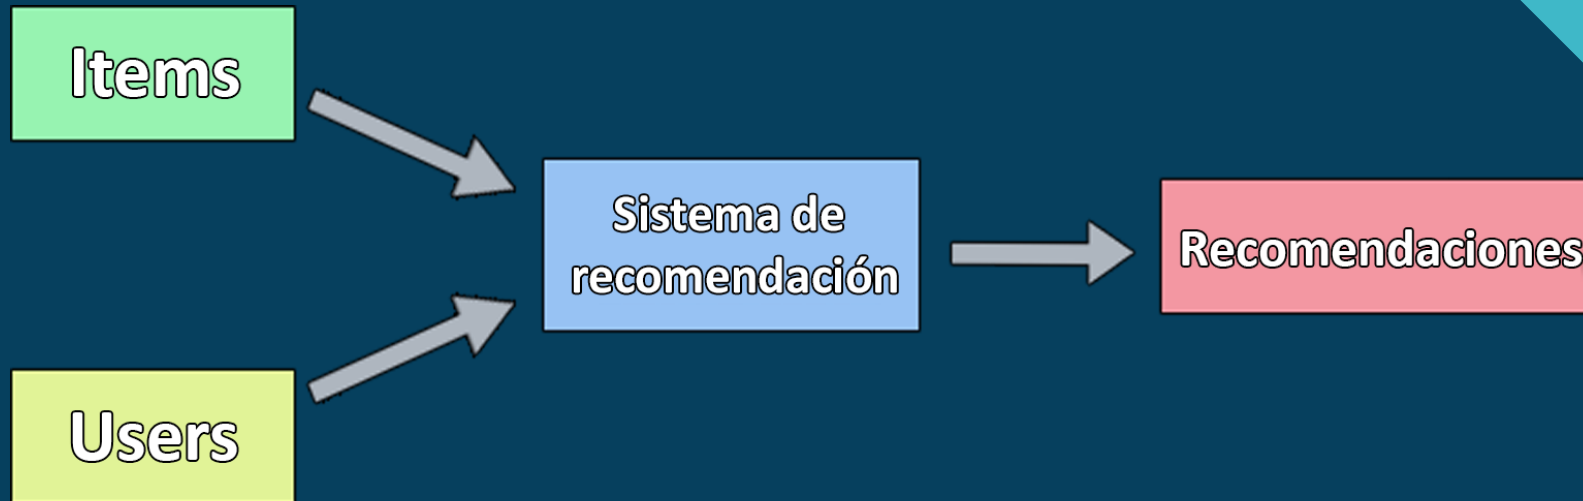 Items
Sistema de
recomendación
Recomendaciones
Users